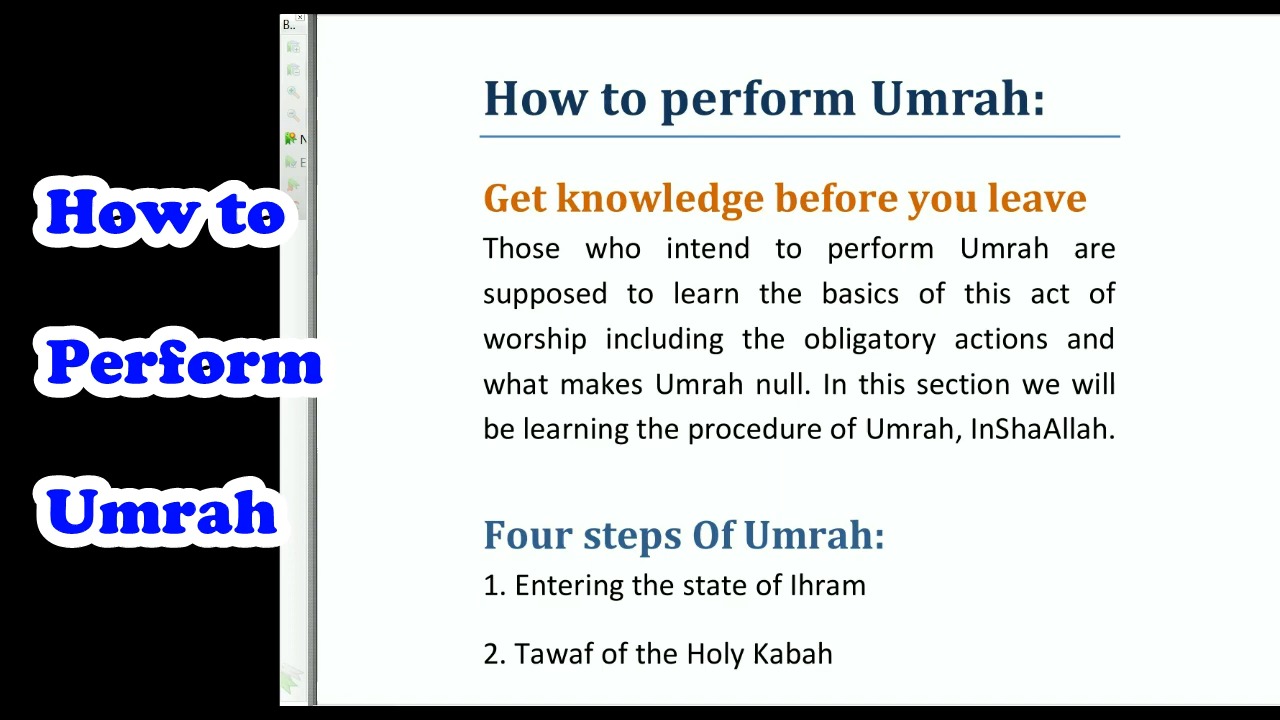 B..
N
E
How to
Perform
Umrah
How to perform Umrah:
Get knowledge before you leave
Those who intend to perform Umrah are
supposed to learn the basics of this act of
worship including the obligatory actions and
what makes Umrah null. In this section we will
be learning the procedure of Umrah, InShaAllah.
Four steps Of Umrah:
1. Entering the state of Ihram
2. Tawaf of the Holy Kabah